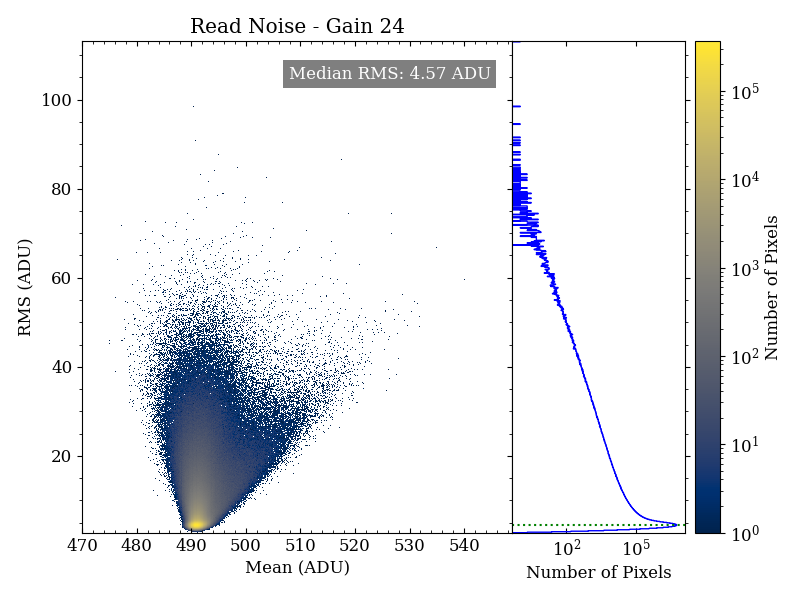 Read Noise - Gain 24
Median RMS: 4.57 ADU
100
80
60
40
20
RMS (ADU)
470 480 490 500 510 520 530 540
Mean (ADU)
10² 10⁵
Number of Pixels
10⁵
10⁴
10³
10²
10¹
10⁰
Number of Pixels